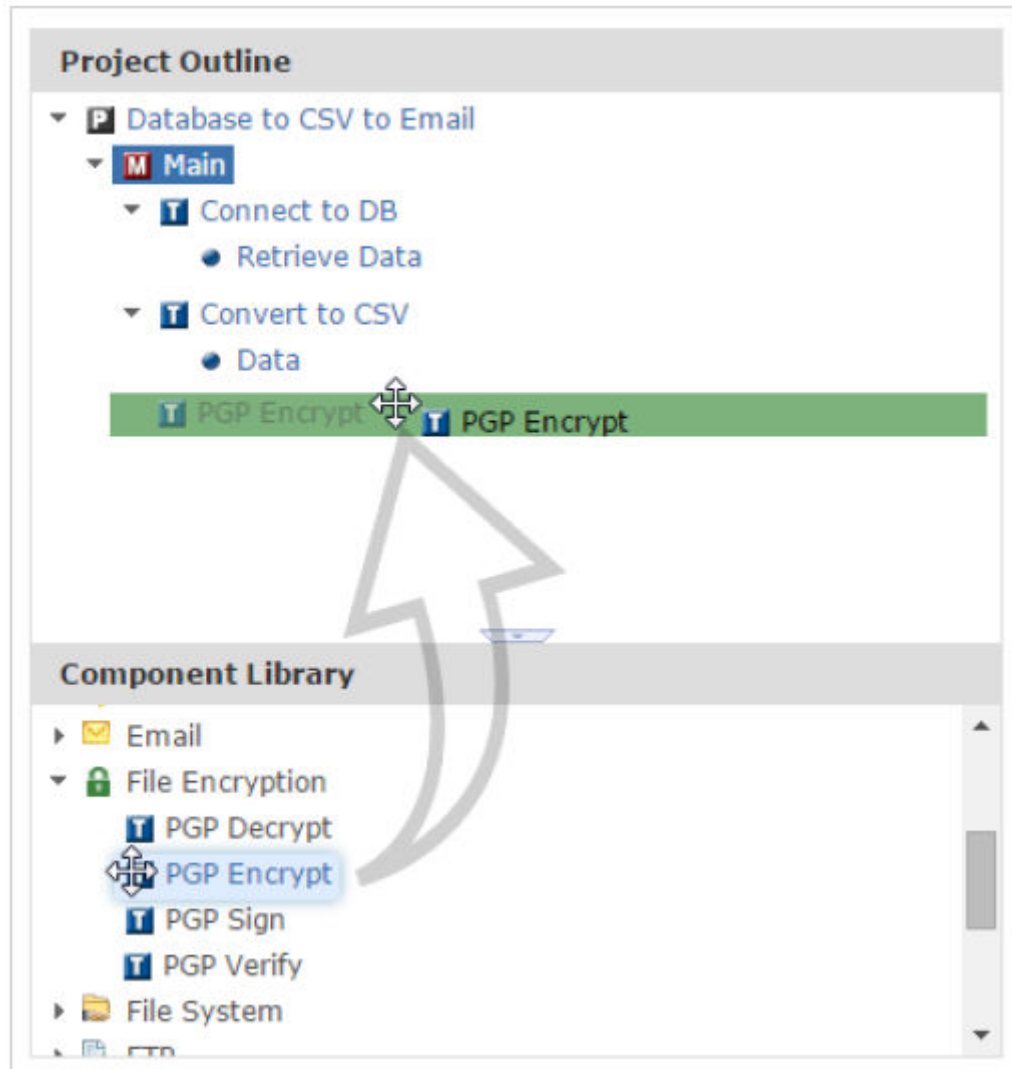 Project Outline
P Database to CSV to Email
M Main
T Connect to DB
Retrieve Data
T Convert to CSV
Data
T PGP Encrypt T PGP Encrypt
Component Library
Email
File Encryption
T PGP Decrypt
PGP Encrypt
T PGP Sign
T PGP Verify
File System